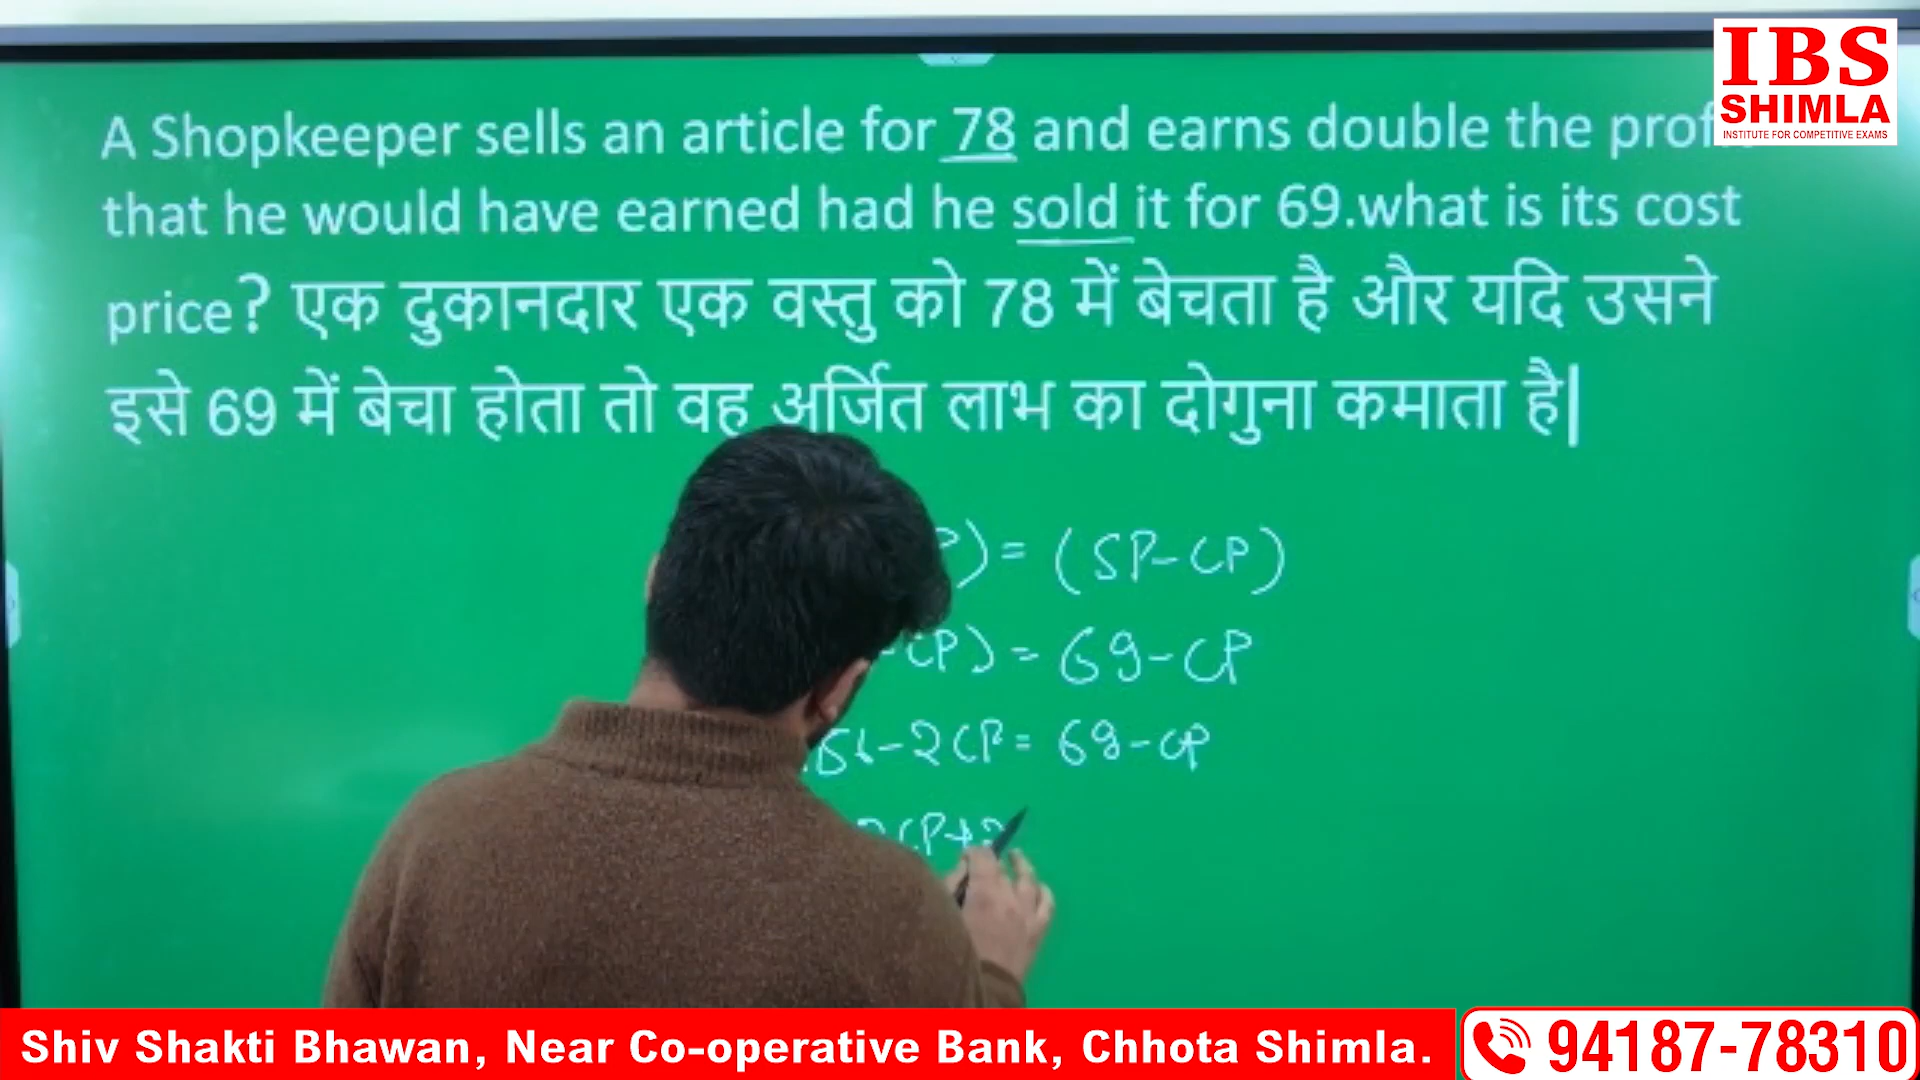 IBS
SHIMLA
INSTITUTE FOR COMPETITIVE EXAMS
A Shopkeeper sells an article for 78 and earns double the
that he would have earned had he sold it for 69.what is its cost
price? एक दुकानदार एक वस्तु को 78 में बेचता है और यदि उसने
इसे 69 में बेचा होता तो वह अर्जित लाभ का दोगुना कमाता है|
) = (SP-CP)
CP) = 69-CP
-2CP = 69-CP
Shiv Shakti Bhawan, Near Co-operative Bank, Chhota Shimla.
94187-78310